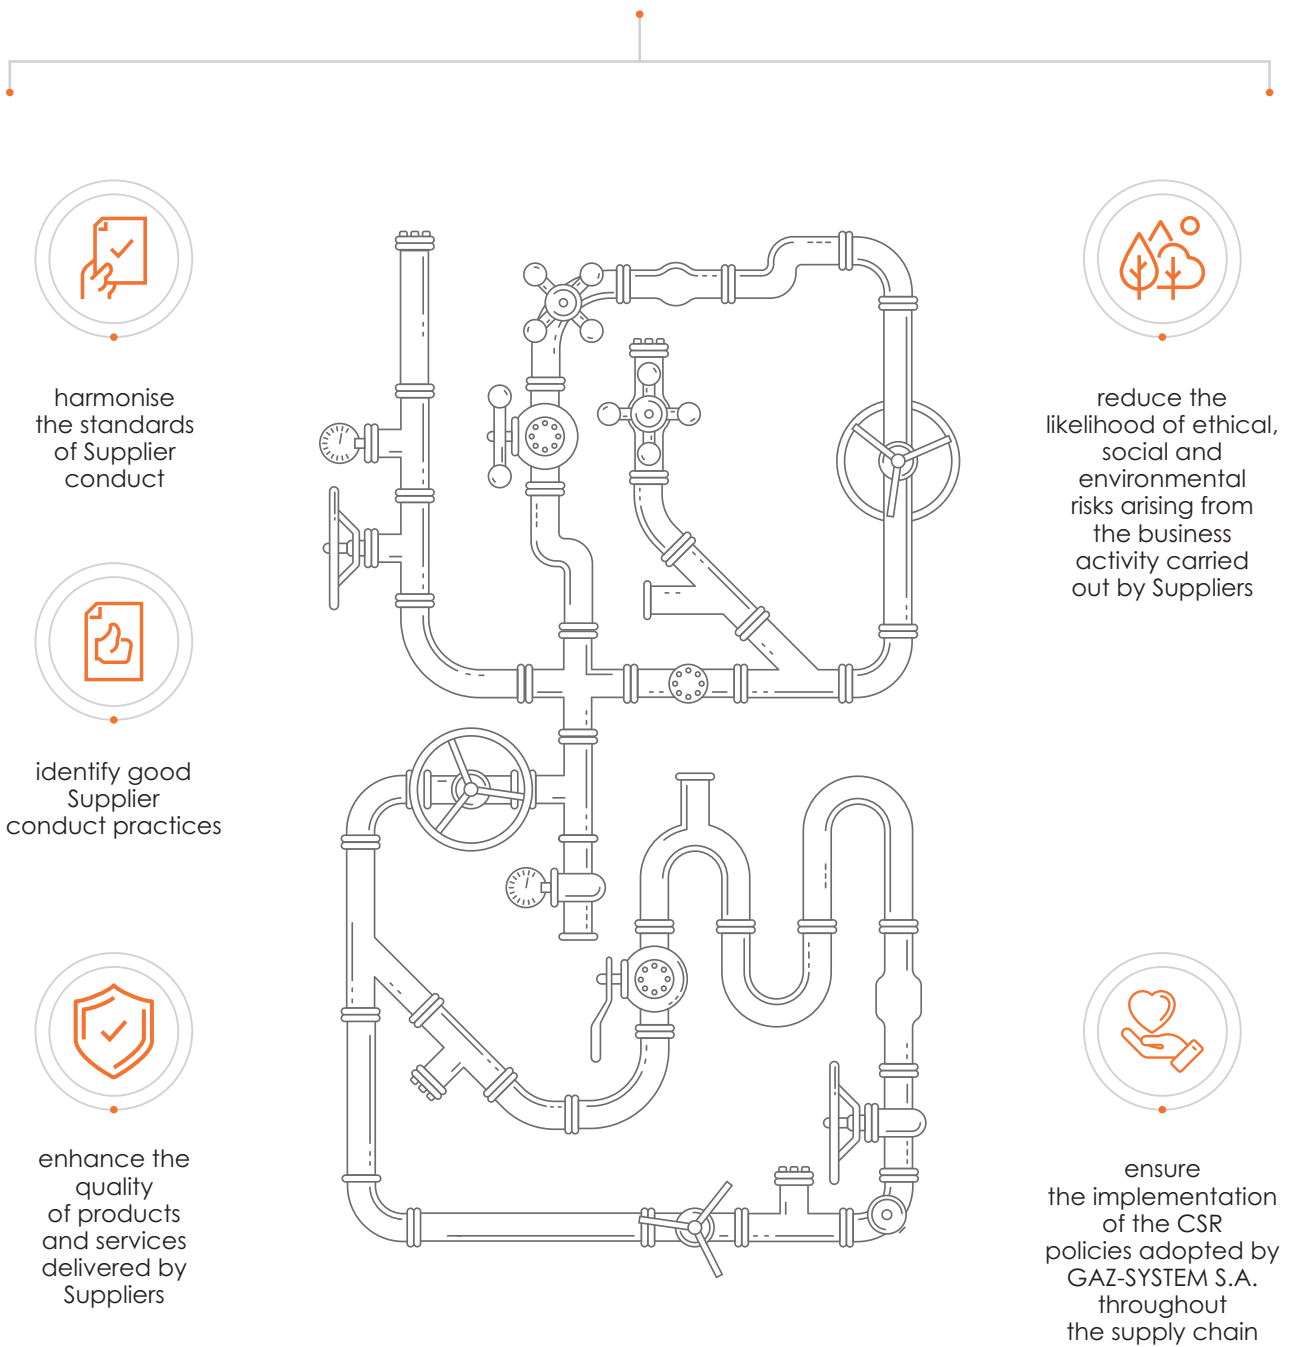 harmonise
the standards
of Supplier
conduct
identify good
Supplier
conduct practices
enhance the
quality
of products
and services
delivered by
Suppliers
reduce the
likelihood of ethical,
social and
environmental
risks arising from
the business
activity carried
out by Suppliers
ensure
the implementation
of the CSR
policies adopted by
GAZ-SYSTEM S.A.
throughout
the supply chain